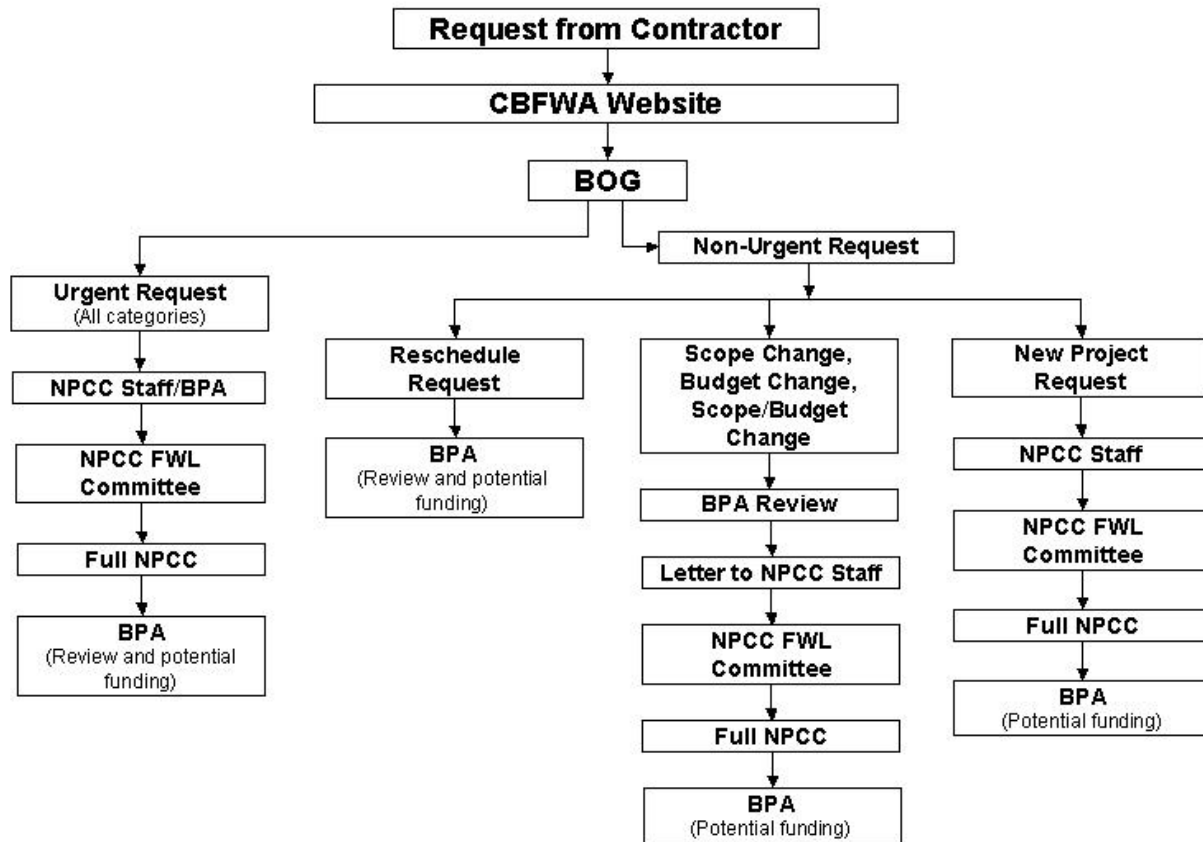 Request from Contractor
CBFWA Website
BOG
Non-Urgent Request
Urgent Request
(All categories)
NPCC Staff/BPA
NPCC FWL
Committee
Full NPCC
BPA
(Review and potential
funding)
Reschedule
Request
BPA
(Review and potential
funding)
Scope Change,
Budget Change,
Scope/Budget
Change
BPA Review
Letter to NPCC Staff
NPCC FWL
Committee
Full NPCC
BPA
(Potential funding)
New Project
Request
NPCC Staff
NPCC FWL
Committee
Full NPCC
BPA
(Potential funding)